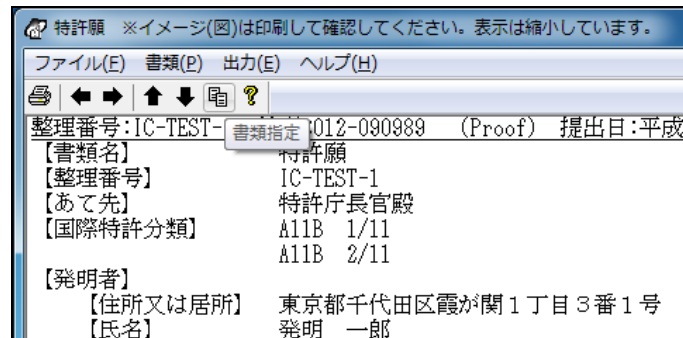 特許願 ※イメージ(図)は印刷して確認してください。表示は縮小しています。
ファイル(F) 書類(P) 出力(E) ヘルプ(H)
整理番号:IC-TEST- 012-090989 (Proof) 提出日:平成
書類指定
【書類名】 特許願
【整理番号】 IC-TEST-1
【あて先】 特許庁長官殿
【国際特許分類】 A11B 1/11
A11B 2/11
【発明者】
【住所又は居所】 東京都千代田区霞が関1丁目3番1号
【氏名】 発明 一郎